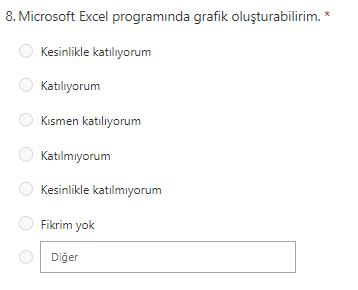 8. Microsoft Excel programında grafik oluşturabilirim. *
Kesinlikle katılıyorum
Katılıyorum
Kısmen katılıyorum
Katılmıyorum
Kesinlikle katılmıyorum
Fikrim yok
Diğer